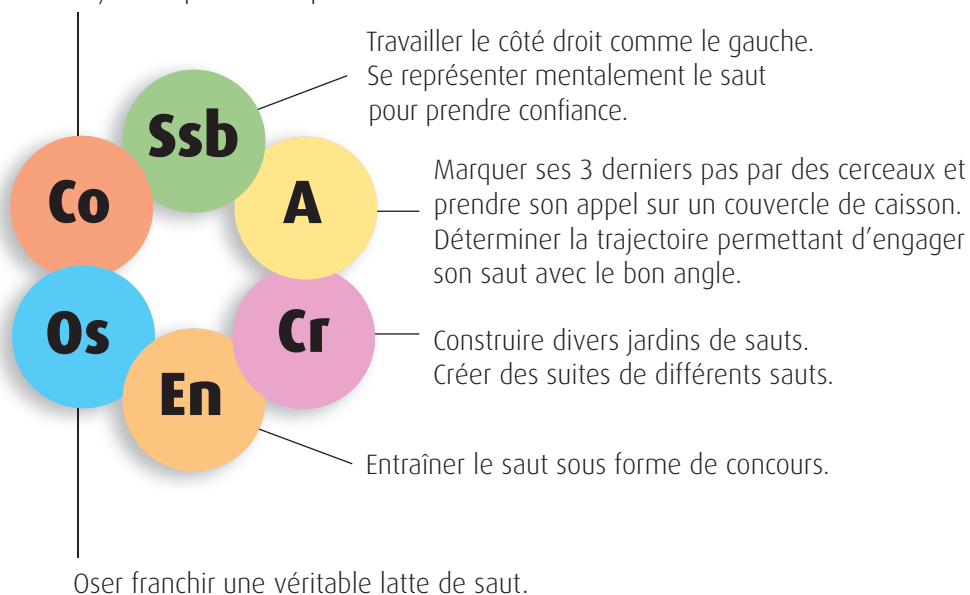 Travailler le côté droit comme le gauche.
Se représenter mentalement le saut
pour prendre confiance.
Ssb
Co
A
Marquer ses 3 derniers pas par des cerceaux et
prendre son appel sur un couvercle de caisson.
Déterminer la trajectoire permettant d’engager
son saut avec le bon angle.
Os
Cr
Construire divers jardins de sauts.
Créer des suites de différents sauts.
En
Entraîner le saut sous forme de concours.
Oser franchir une véritable latte de saut.